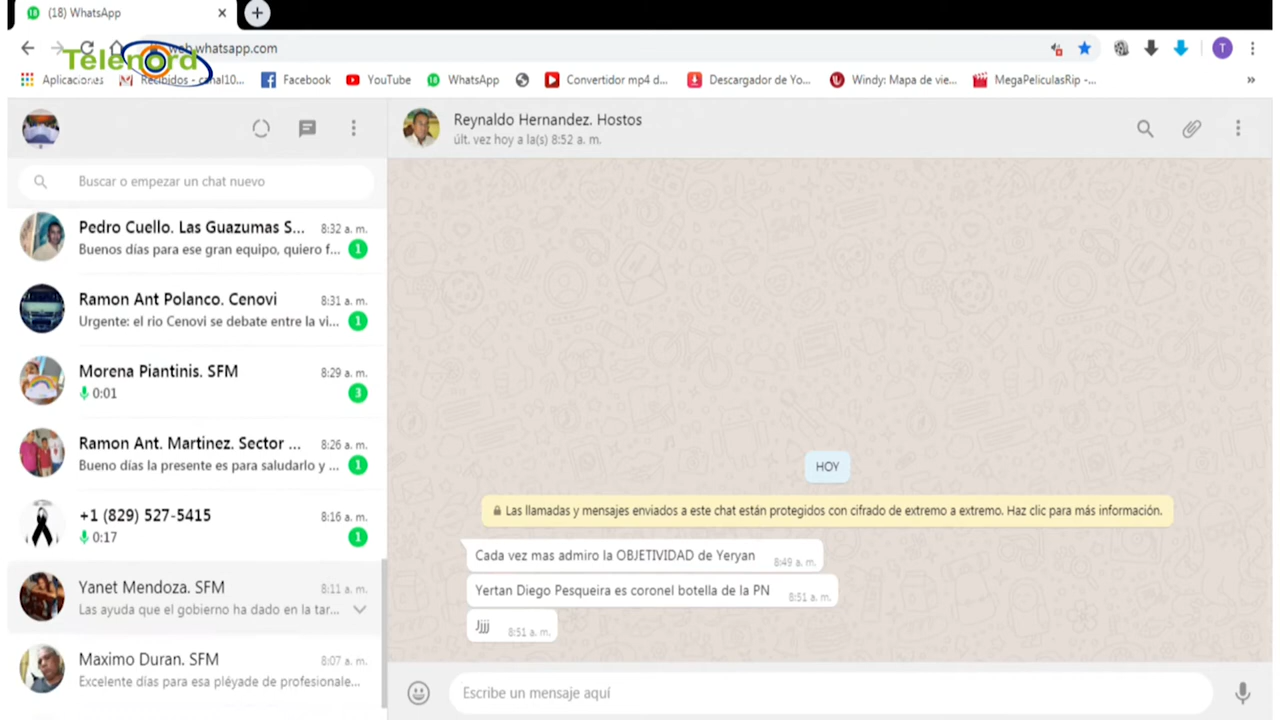 (18) WhatsApp
web.whatsapp.com
Telenord
Aplicaciones
Recibidos - canal10...
Facebook
YouTube
WhatsApp
Convertidor mp4 d...
Descargador de Yo...
Windy: Mapa de vie...
MegaPeliculasRip -...
»
T
Buscar o empezar un chat nuevo
Pedro Cuello. Las Guazumas S... 8:32 a. m.
Buenos días para ese gran equipo, quiero f... 1
Ramon Ant Polanco. Cenovi 8:31 a. m.
Urgente: el rio Cenovi se debate entre la vi... 1
Morena Piantinis. SFM 8:29 a. m.
0:01 3
Ramon Ant. Martinez. Sector ... 8:26 a. m.
Bueno días la presente es para saludarlo y ... 1
+1 (829) 527-5415 8:16 a. m.
0:17 1
Yanet Mendoza. SFM 8:11 a. m.
Las ayuda que el gobierno ha dado en la tar...
Maximo Duran. SFM 8:07 a. m.
Excelente días para esa pléyade de profesionale...
Reynaldo Hernandez. Hostos
últ. vez hoy a la(s) 8:52 a. m.
HOY
Las llamadas y mensajes enviados a este chat están protegidos con cifrado de extremo a extremo. Haz clic para más información.
Cada vez mas admiro la OBJETIVIDAD de Yeryan 8:49 a. m.
Yertan Diego Pesqueira es coronel botella de la PN 8:51 a. m.
Jjjj 8:51 a. m.
Escribe un mensaje aquí